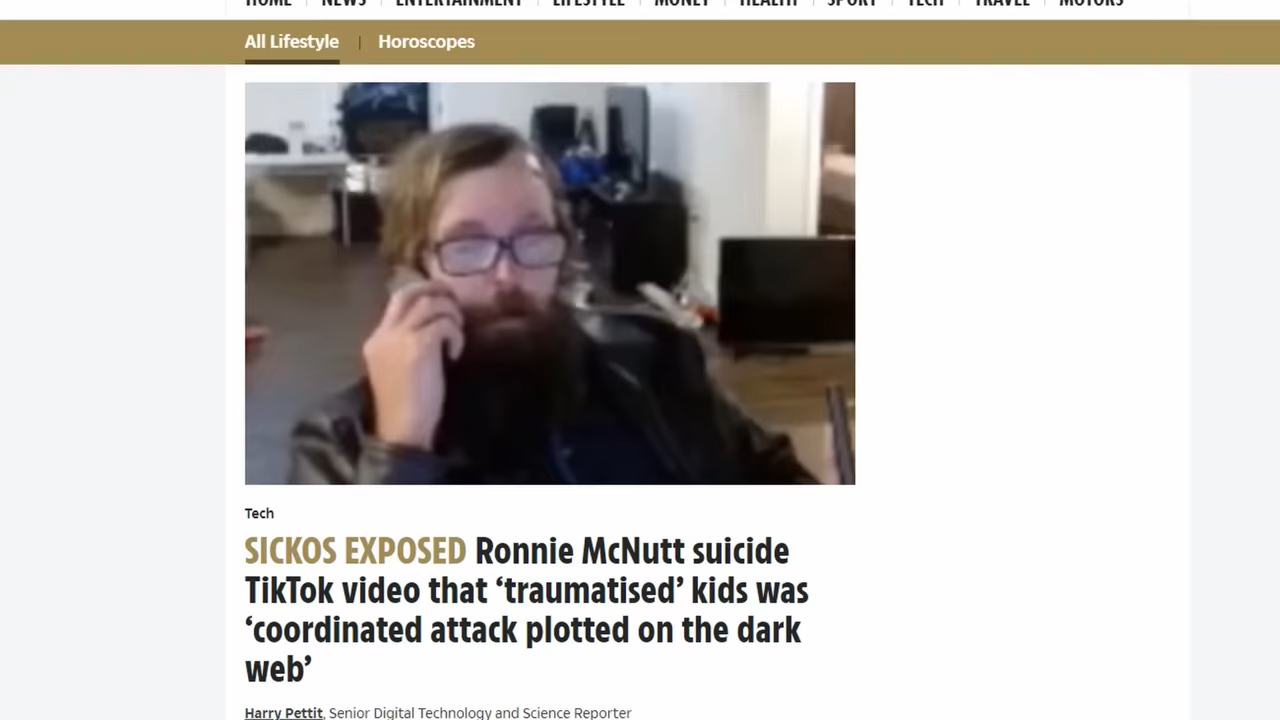 HOME NEWS ENTERTAINMENT LIFESTYLE MONEY HEALTH SPORT TECH TRAVEL MOTORS
All Lifestyle | Horoscopes
Tech
SICKOS EXPOSED Ronnie McNutt suicide
TikTok video that ‘traumatised’ kids was
‘coordinated attack plotted on the dark
web’
Harry Pettit, Senior Digital Technology and Science Reporter